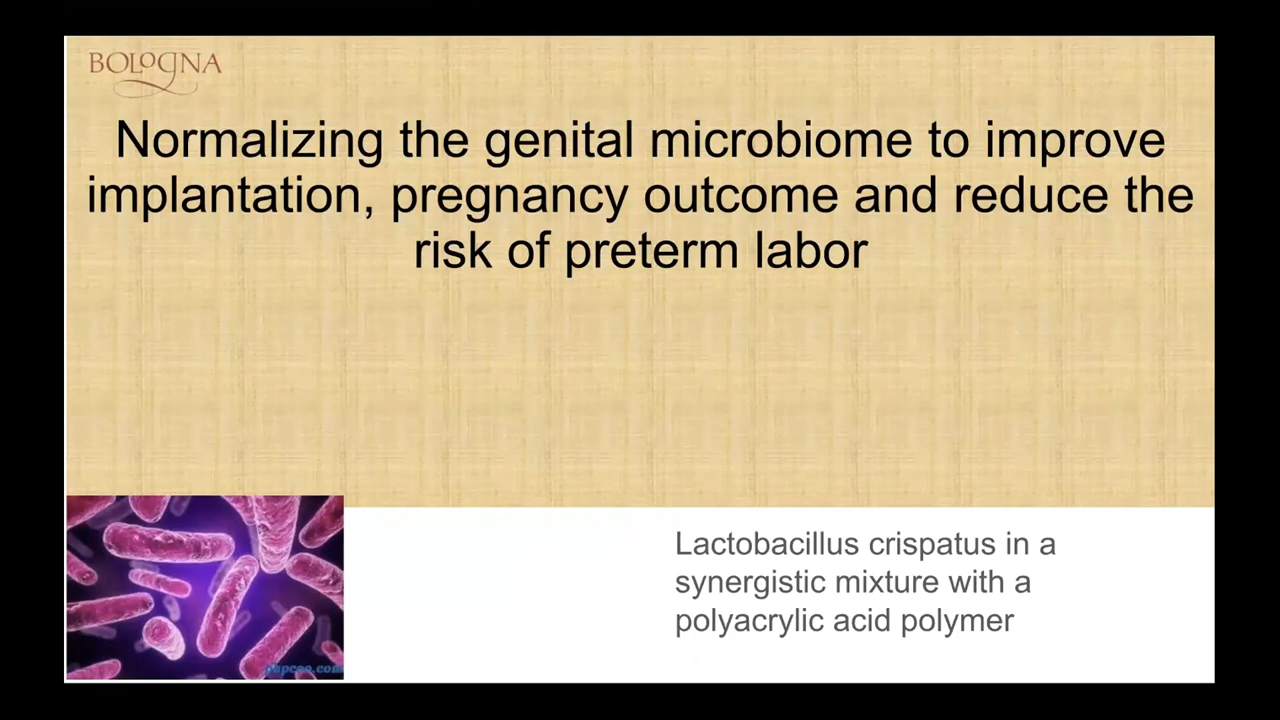 BOLOGNA
Normalizing the genital microbiome to improve
implantation, pregnancy outcome and reduce the
risk of preterm labor
Lactobacillus crispatus in a
synergistic mixture with a
polyacrylic acid polymer